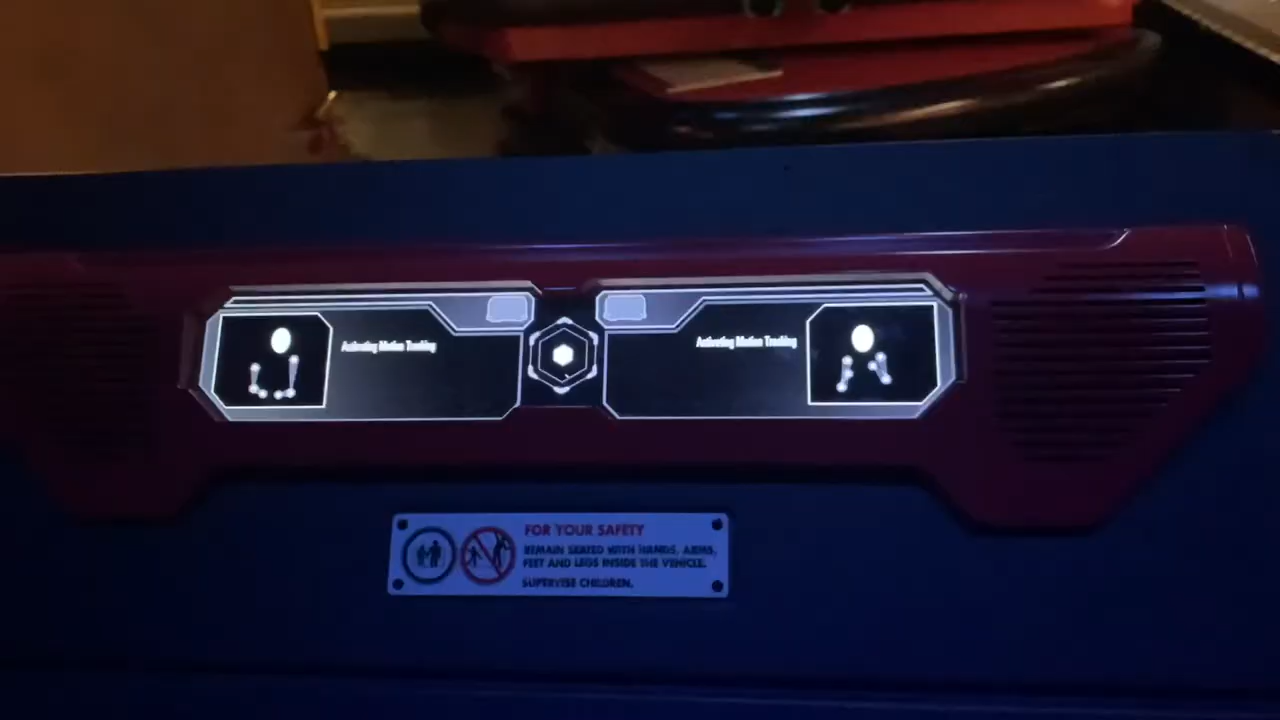 Activating Motion Tracking
Activating Motion Tracking
FOR YOUR SAFETY
REMAIN SEATED WITH HANDS, ARMS,
FEET AND LEGS INSIDE THE VEHICLE.
SUPERVISE CHILDREN.